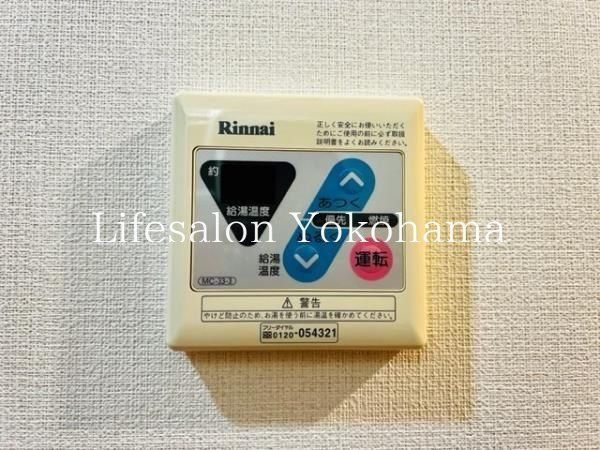 Rinnai
正しく安全にお使いいただく
ためにご使用の前に必ず取扱
説明書をよくお読みください。
約
給湯温度
あつく
優先
燃焼
Lifesalon Yokohama
給湯
温度
運転
MC-33-3
警告
やけど防止のため、お湯を使う前に湯温を確かめてください。
フリーダイヤル
0120-054321